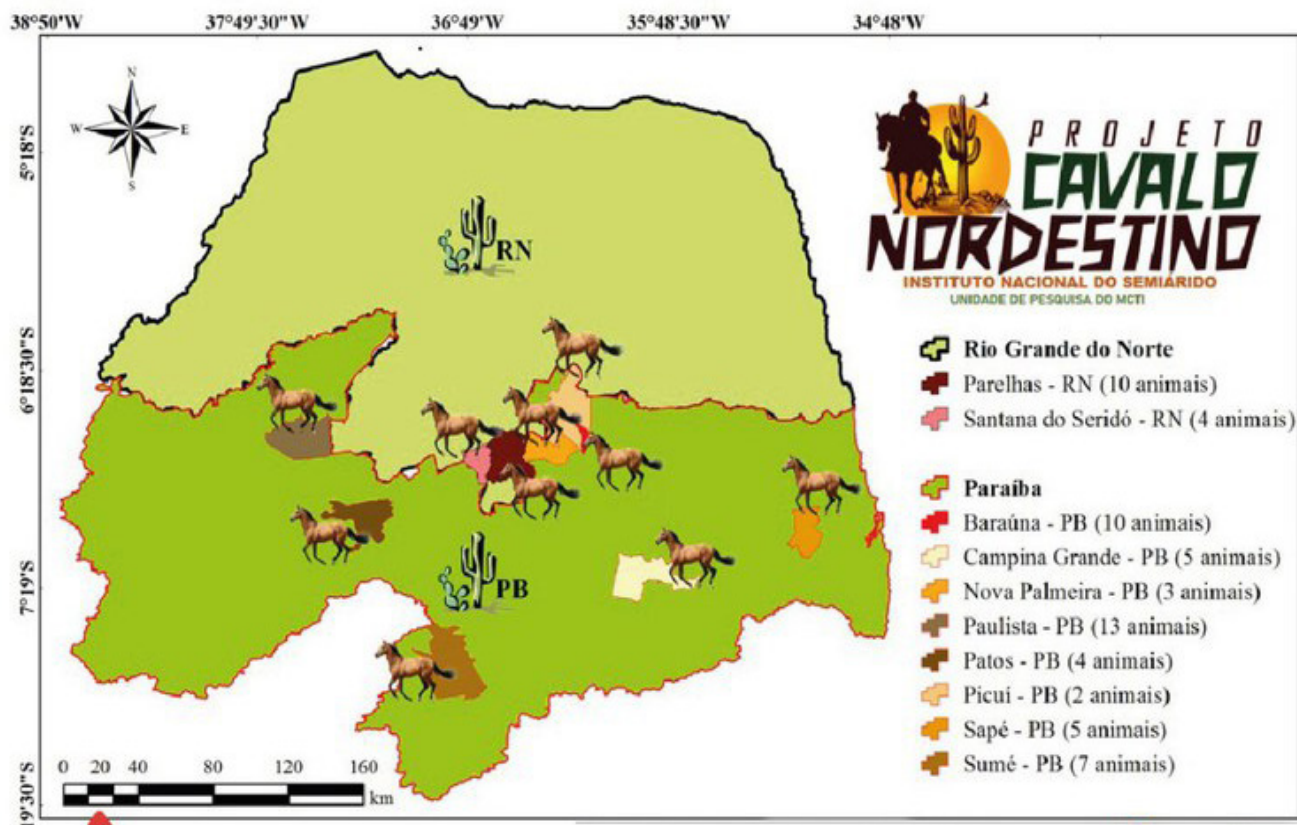 38°50"W 37°49'30"W 36°49"W 35°48'30"W 34°48"W
N
W E
S
5°18'S
6°18'30"S
7°19'S
19'30"S
RN
PB
PROJETO
CAVALO
NORDESTINO
INSTITUTO NACIONAL DO SEMIARIDO
UNIDADE DE PESQUISA DO MCTI
Rio Grande do Norte
Parelhas - RN (10 animais)
Santana do Seridó - RN (4 animais)
Paraíba
Baraúna - PB (10 animais)
Campina Grande - PB (5 animais)
Nova Palmeira - PB (3 animais)
Paulista - PB (13 animais)
Patos - PB (4 animais)
Picuí - PB (2 animais)
Sapé - PB (5 animais)
Sumé - PB (7 animais)
0 20 40 80 120 160
km